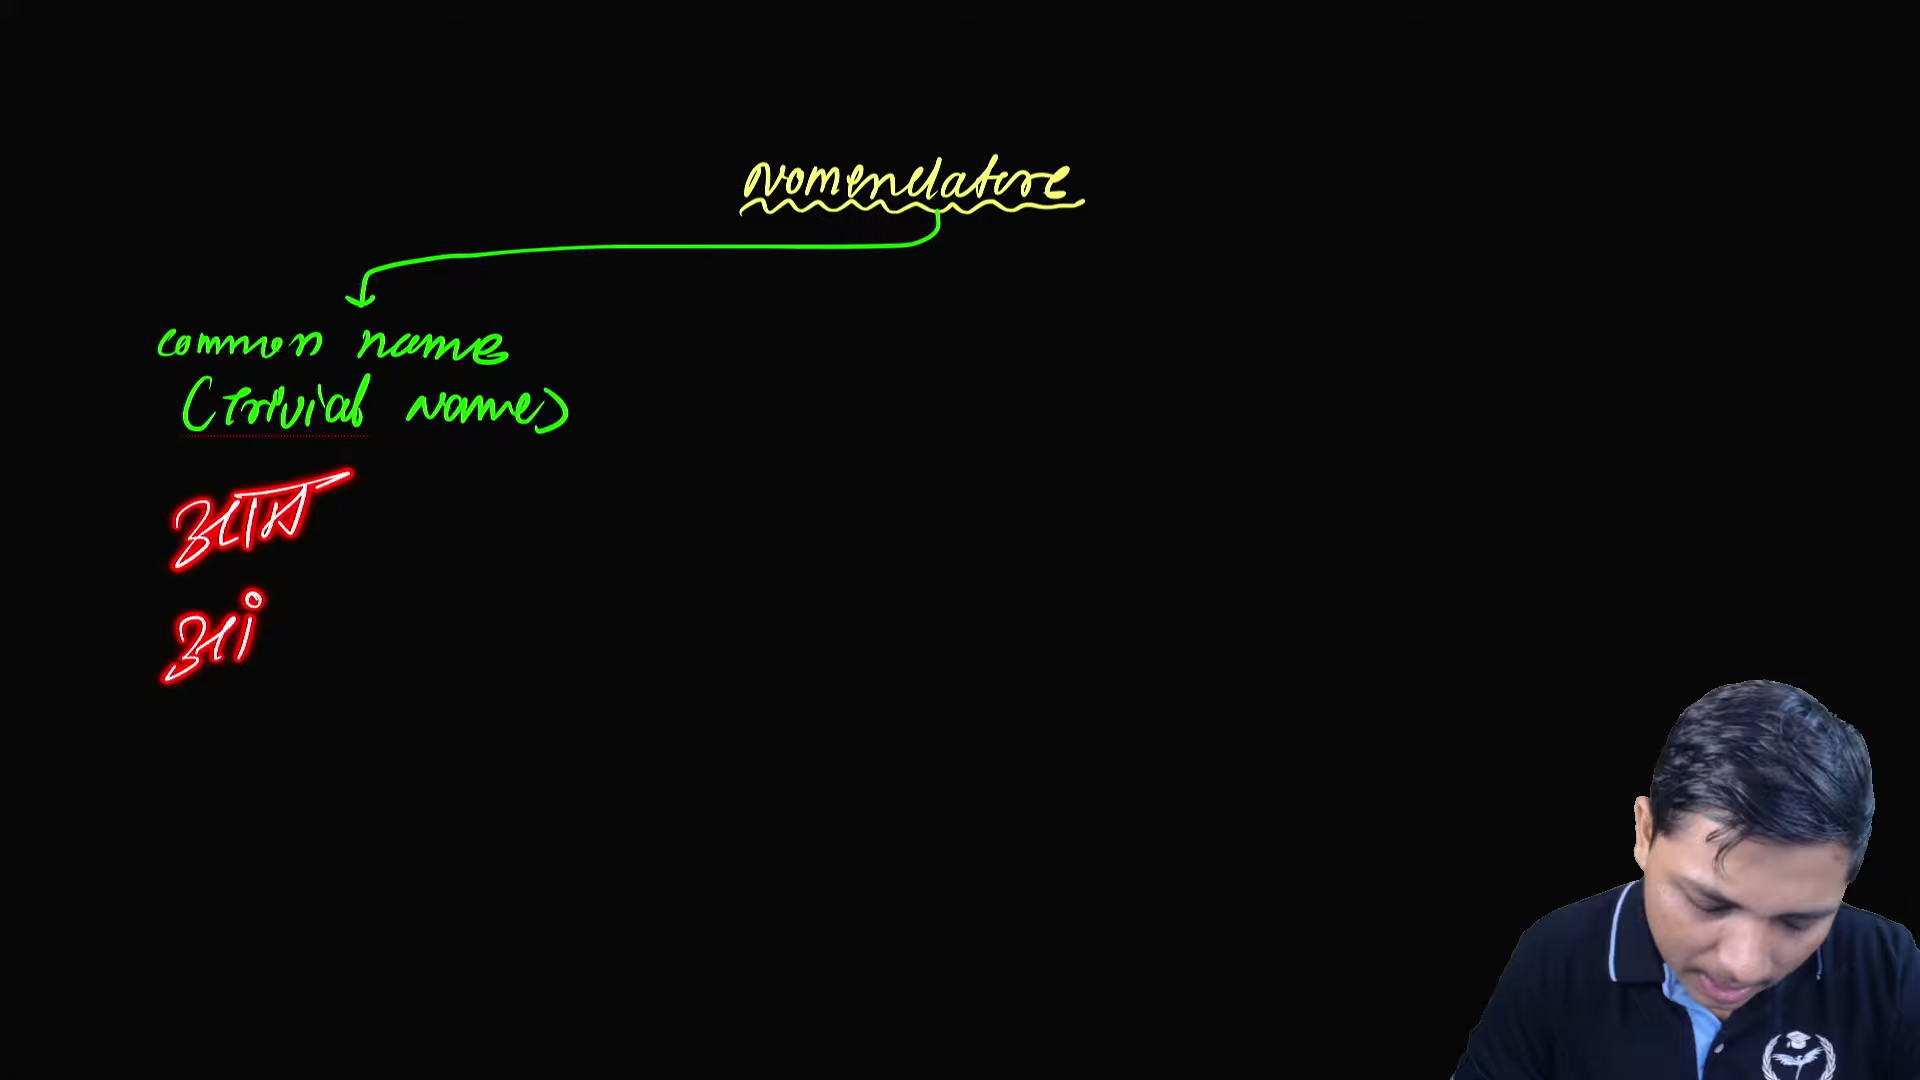 Nomenclature
common name
(Trivial Name)
आम
आं